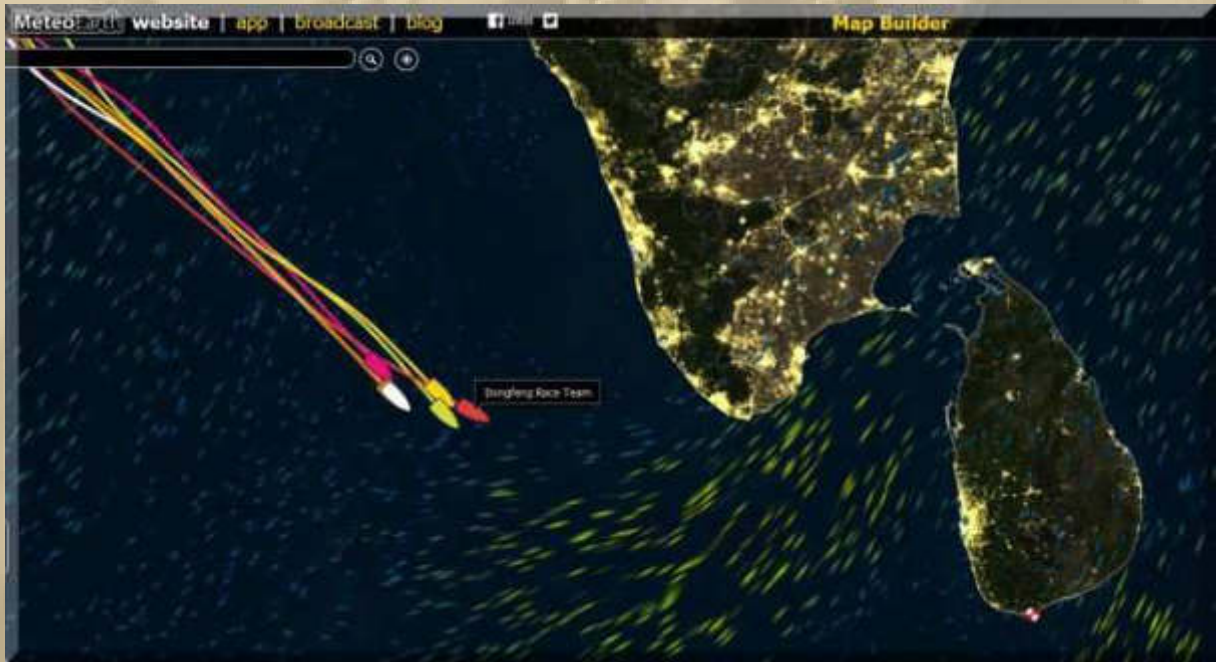 MeteoEarth website | app | broadcast | blog
Map Builder
Dongfeng Race Team